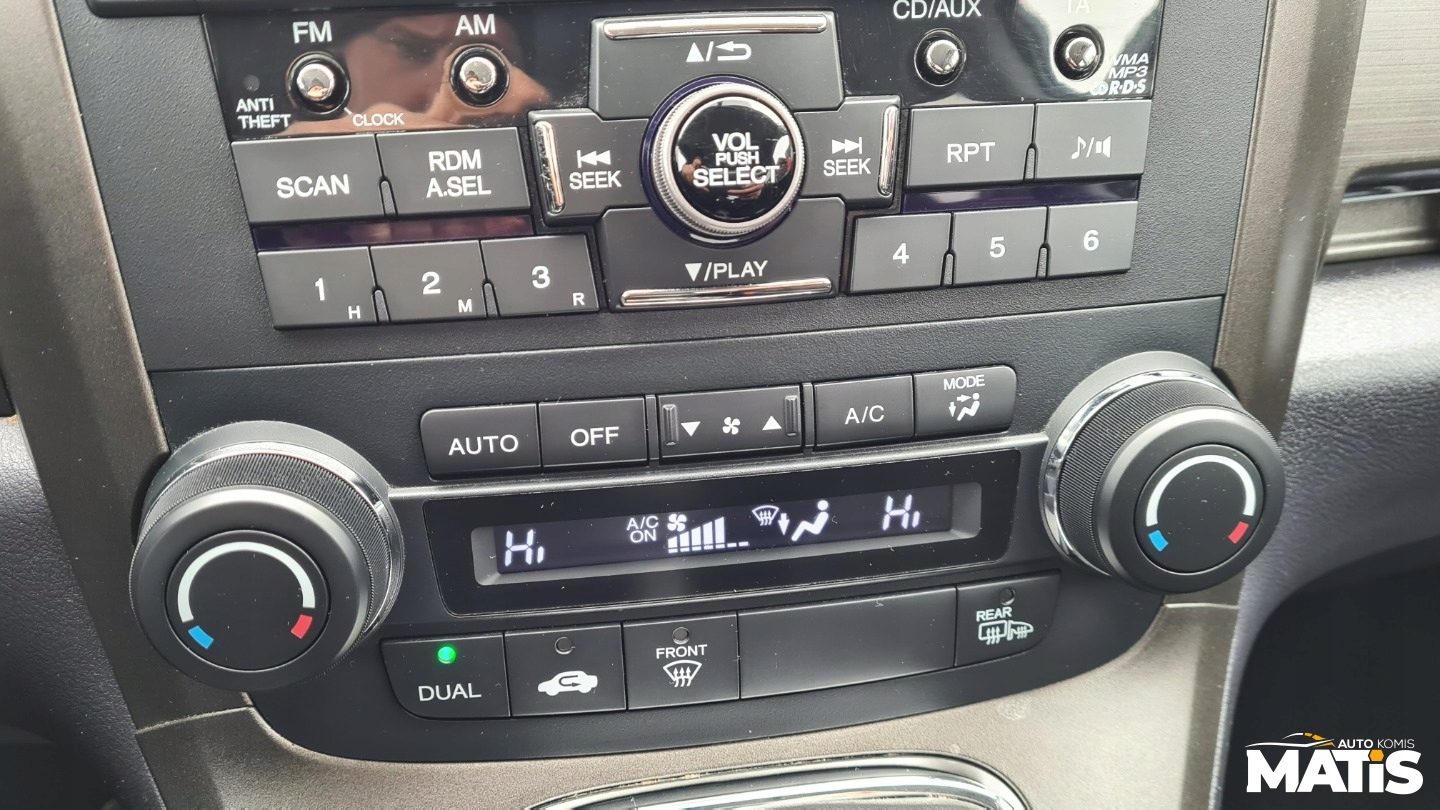 FM
AM
CD/AUX
TA
ANTI
THEFT
CLOCK
WMA
MP3
R·D·S
▲/
SCAN
RDM
A.SEL
SEEK
VOL
PUSH
SELECT
SEEK
RPT
1 H
2 M
3 R
▼/PLAY
4
5
6
AUTO
OFF
▼ ▲
A/C
MODE
Hi
A/C
ON
Hi
DUAL
FRONT
REAR
AUTO KOMIS
MATIS